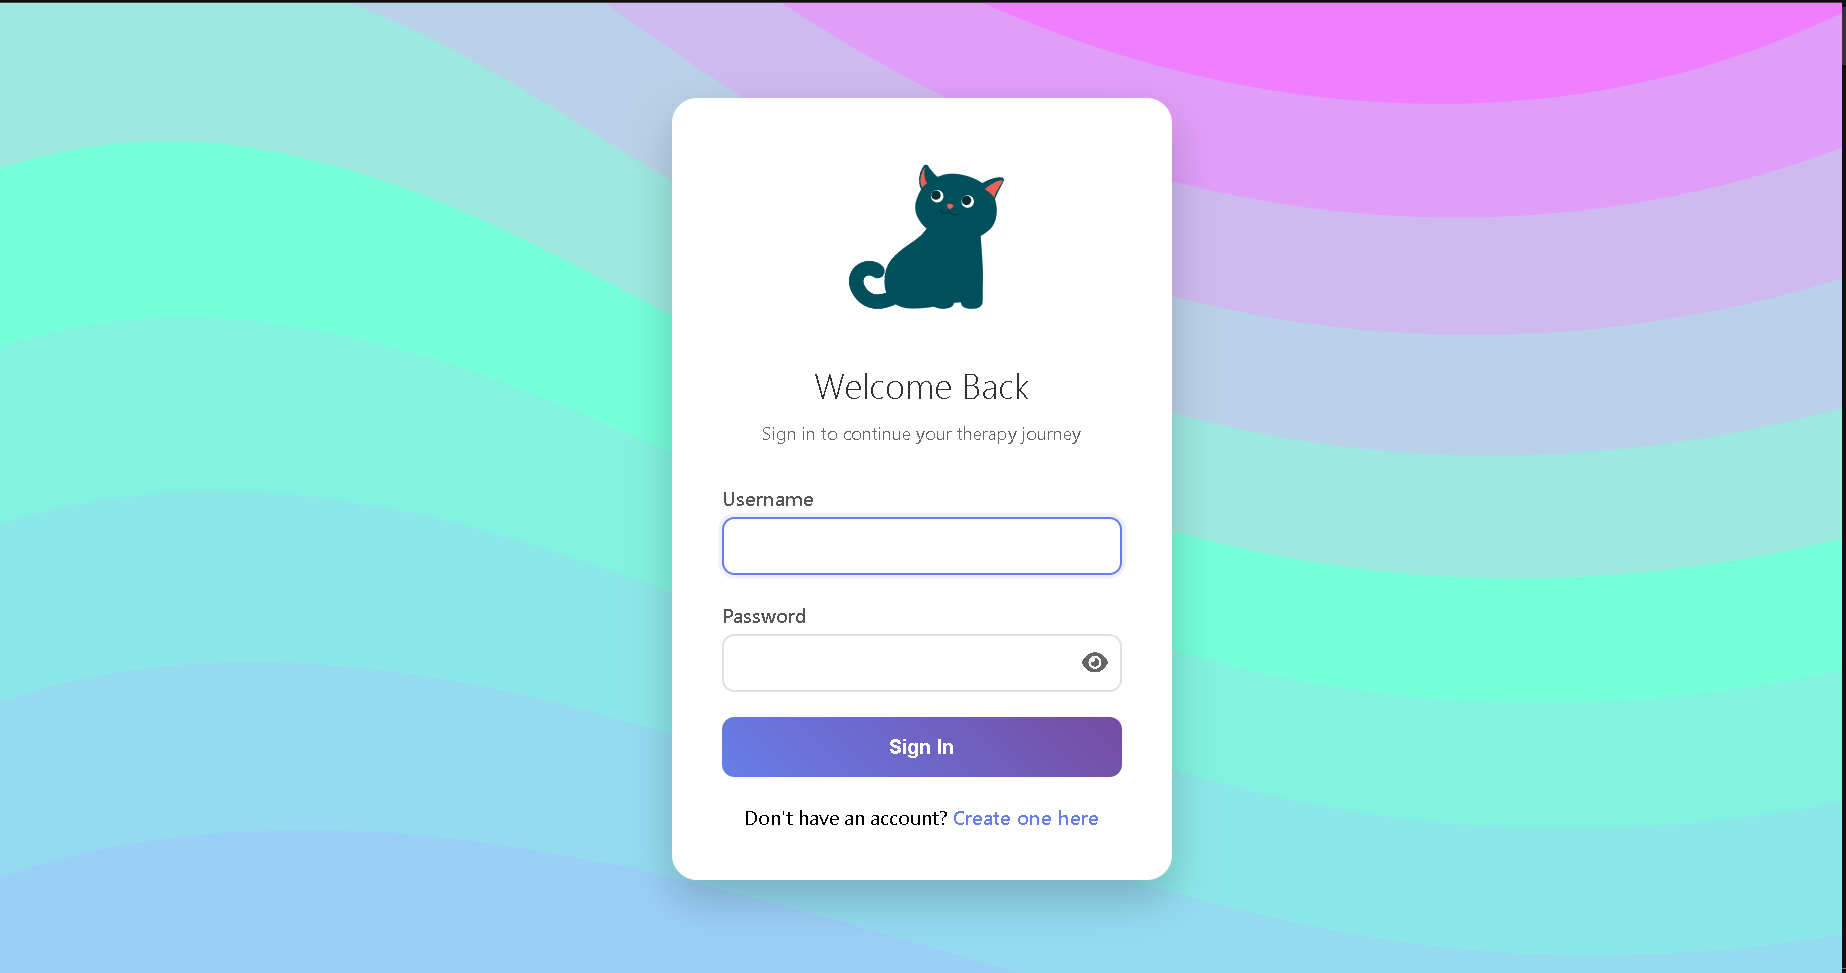 Welcome Back
Sign in to continue your therapy journey
Username
Password
Sign In
Don't have an account? Create one here